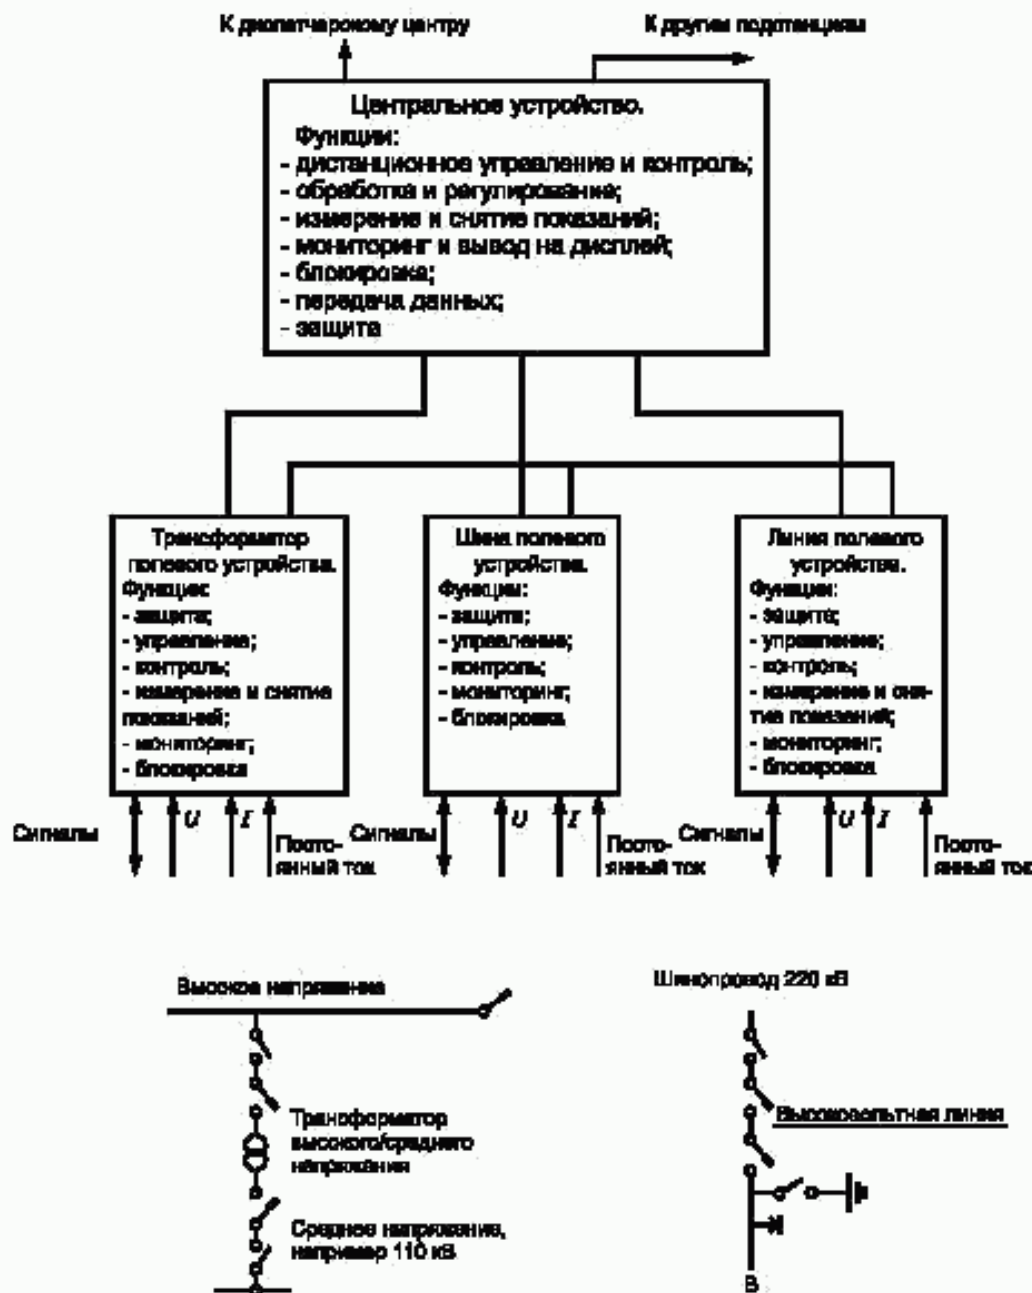 К диспетчерскому центру
К другим подстанциям
Центральное устройство.
Функции:
- дистанционное управление и контроль;
- обработка и регулирование;
- измерение и снятие показаний;
- мониторинг и вывод на дисплей;
- блокировка;
- передача данных;
- защита
Трансформатор
полевого устройства.
Функции:
- защита;
- управление;
- контроль;
- измерение и снятие
показаний;
- мониторинг;
- блокировка
Шина полевого
устройства.
Функции:
- защита;
- управление;
- контроль;
- мониторинг;
- блокировка
Линия полевого
устройства.
Функции:
- защита;
- управление;
- контроль;
- измерение и сня-
тие показаний;
- мониторинг;
- блокировка
Сигналы
U
I
Посто-
янный ток
Сигналы
U
I
Посто-
янный ток
Сигналы
U
I
Посто-
янный ток
Высокое напряжение
Трансформатор
высокого/среднего
напряжения
Среднее напряжение,
например 110 кВ
Шинопровод 220 кВ
Высоковольтная линия
В